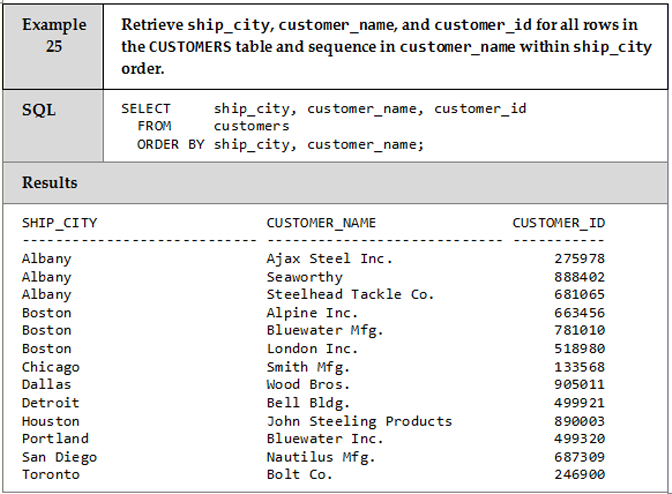 Example 25
Retrieve ship_city, customer_name, and customer_id for all rows in
the CUSTOMERS table and sequence in customer_name within ship_city
order.
SQL
SELECT ship_city, customer_name, customer_id
FROM customers
ORDER BY ship_city, customer_name;
Results
SHIP_CITY CUSTOMER_NAME CUSTOMER_ID
---------------------------- ---------------------------- -----------
Albany Ajax Steel Inc. 275978
Albany Seaworthy 888402
Albany Steelhead Tackle Co. 681065
Boston Alpine Inc. 663456
Boston Bluewater Mfg. 781010
Boston London Inc. 518980
Chicago Smith Mfg. 133568
Dallas Wood Bros. 905011
Detroit Bell Bldg. 499921
Houston John Steeling Products 890003
Portland Bluewater Inc. 499320
San Diego Nautilus Mfg. 687309
Toronto Bolt Co. 246900